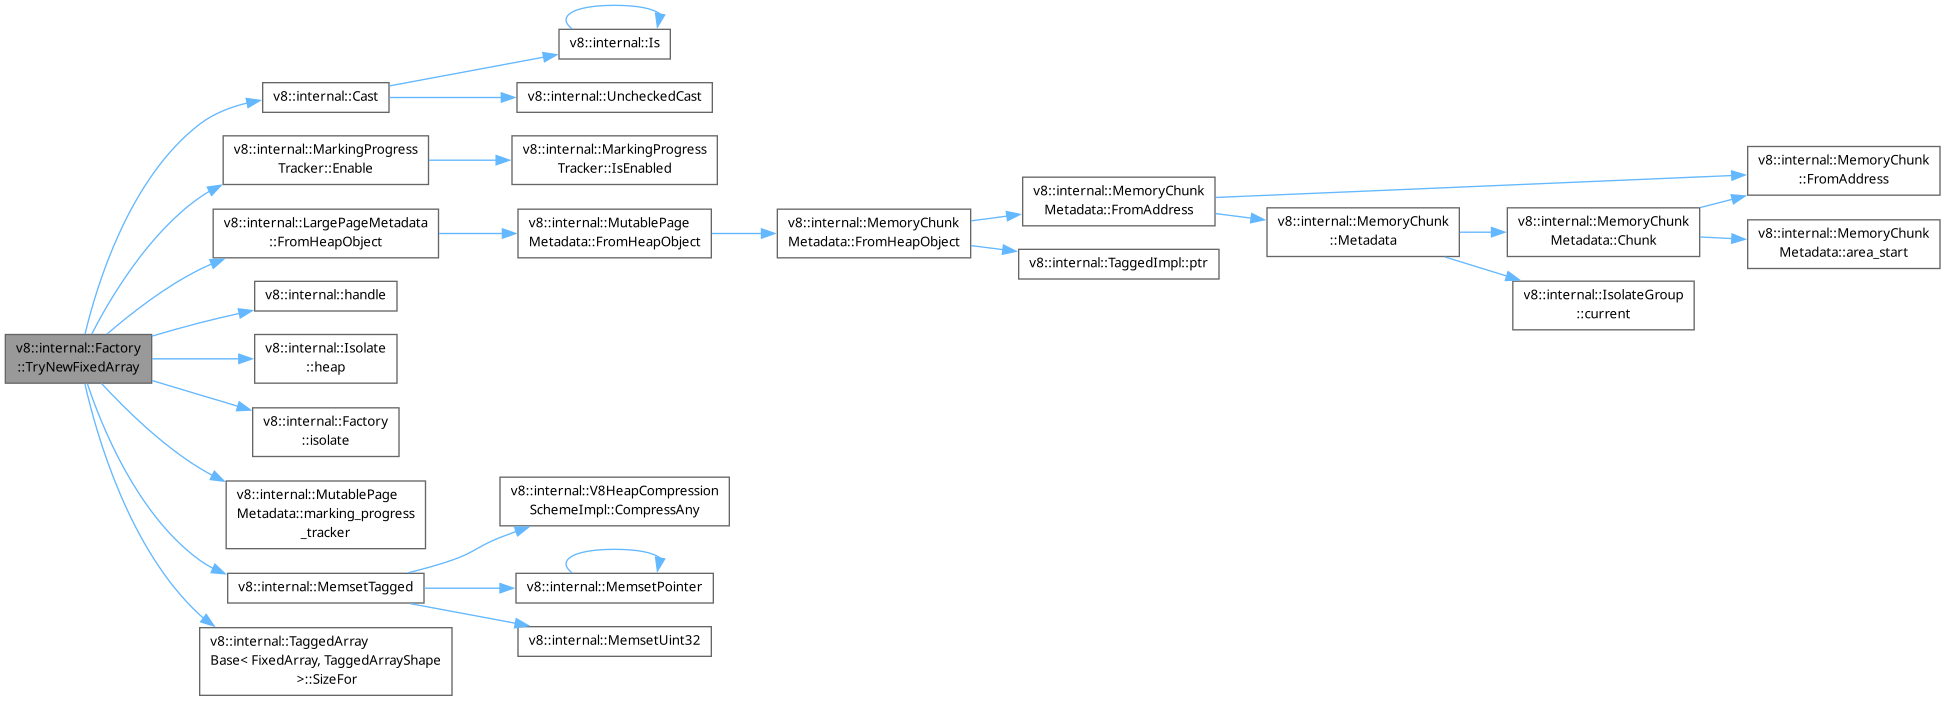 v8::internal::Is
v8::internal::Cast
v8::internal::UncheckedCast
v8::internal::MarkingProgress
Tracker::Enable
v8::internal::MarkingProgress
Tracker::IsEnabled
v8::internal::MemoryChunk
::FromAddress
v8::internal::MemoryChunk
Metadata::FromAddress
v8::internal::LargePageMetadata
::FromHeapObject
v8::internal::MutablePage
Metadata::FromHeapObject
v8::internal::MemoryChunk
Metadata::FromHeapObject
v8::internal::MemoryChunk
::Metadata
v8::internal::MemoryChunk
Metadata::Chunk
v8::internal::MemoryChunk
Metadata::area_start
v8::internal::TaggedImpl::ptr
v8::internal::handle
v8::internal::IsolateGroup
::current
v8::internal::Factory
::TryNewFixedArray
v8::internal::Isolate
::heap
v8::internal::Factory
::isolate
v8::internal::MutablePage
Metadata::marking_progress
_tracker
v8::internal::V8HeapCompression
SchemeImpl::CompressAny
v8::internal::MemsetTagged
v8::internal::MemsetPointer
v8::internal::MemsetUint32
v8::internal::TaggedArray
Base< FixedArray, TaggedArrayShape
>::SizeFor